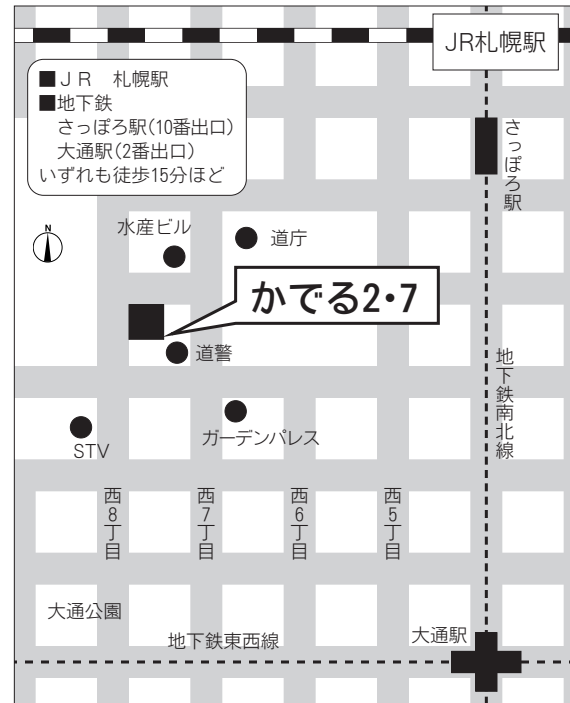 JR札幌駅
■ＪＲ　札幌駅
■地下鉄
さっぽろ駅(10番出口)
大通駅(2番出口)
いずれも徒歩15分ほど
さっぽろ駅
N
水産ビル
道庁
かでる2・7
道警
地下鉄南北線
ガーデンパレス
STV
西8丁目
西7丁目
西6丁目
西5丁目
大通公園
大通駅
地下鉄東西線